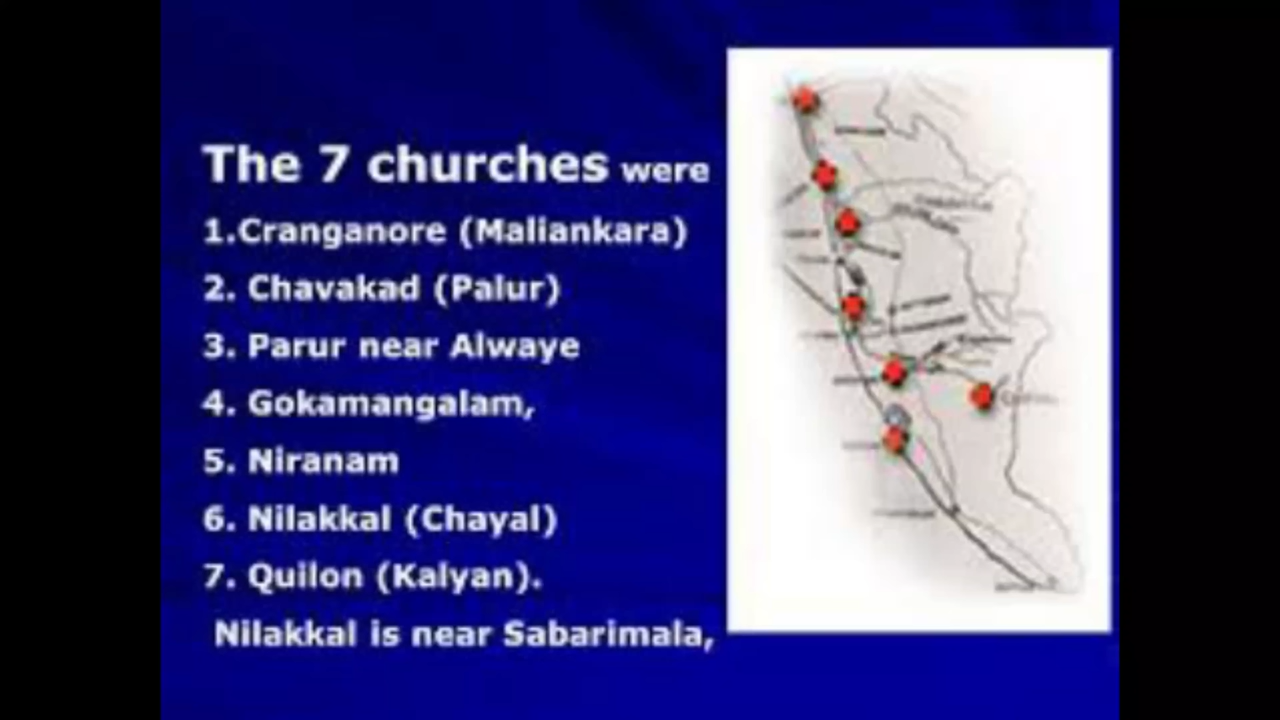 The 7 churches were
1.Cranganore (Maliankara)
2. Chavakad (Palur)
3. Parur near Alwaye
4. Gokamangalam,
5. Niranam
6. Nilakkal (Chayal)
7. Quilon (Kalyan).
Nilakkal is near Sabarimala,